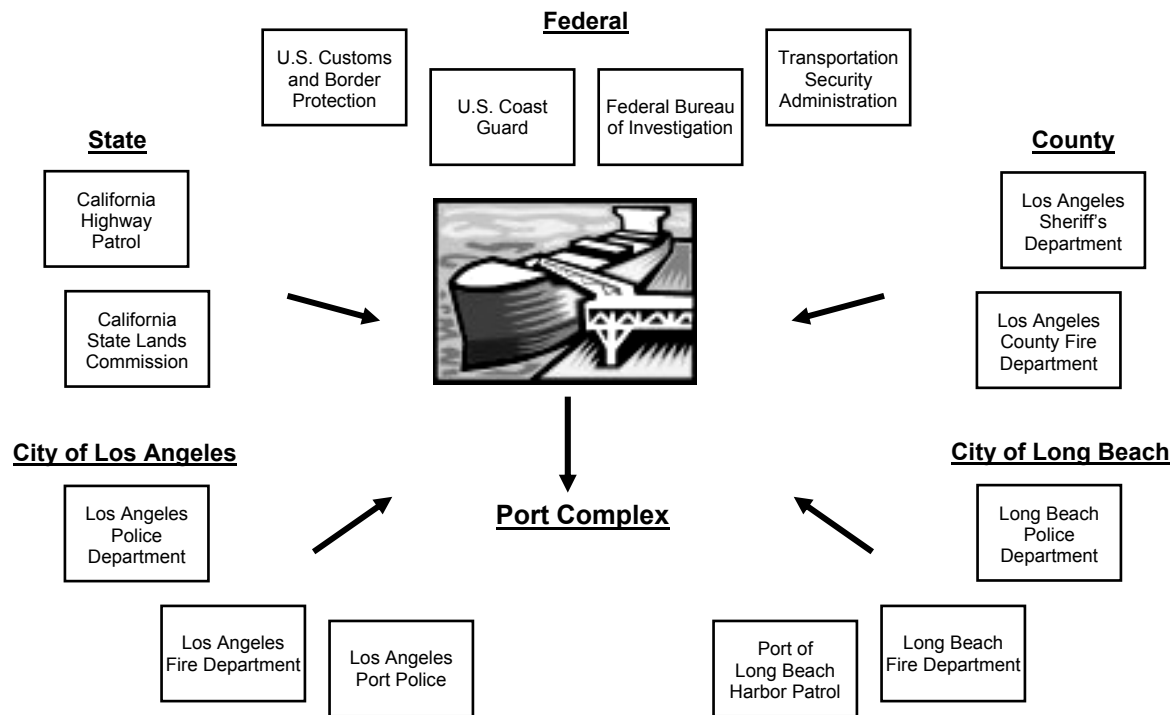 Federal
U.S. Customs
and Border
Protection
U.S. Coast
Guard
Federal Bureau
of Investigation
Transportation
Security
Administration
State
California
Highway
Patrol
California
State Lands
Commission
County
Los Angeles
Sheriff's
Department
Los Angeles
County Fire
Department
City of Los Angeles
Los Angeles
Police
Department
Los Angeles
Fire Department
Los Angeles
Port Police
Port Complex
City of Long Beach
Long Beach
Police
Department
Port of
Long Beach
Harbor Patrol
Long Beach
Fire Department